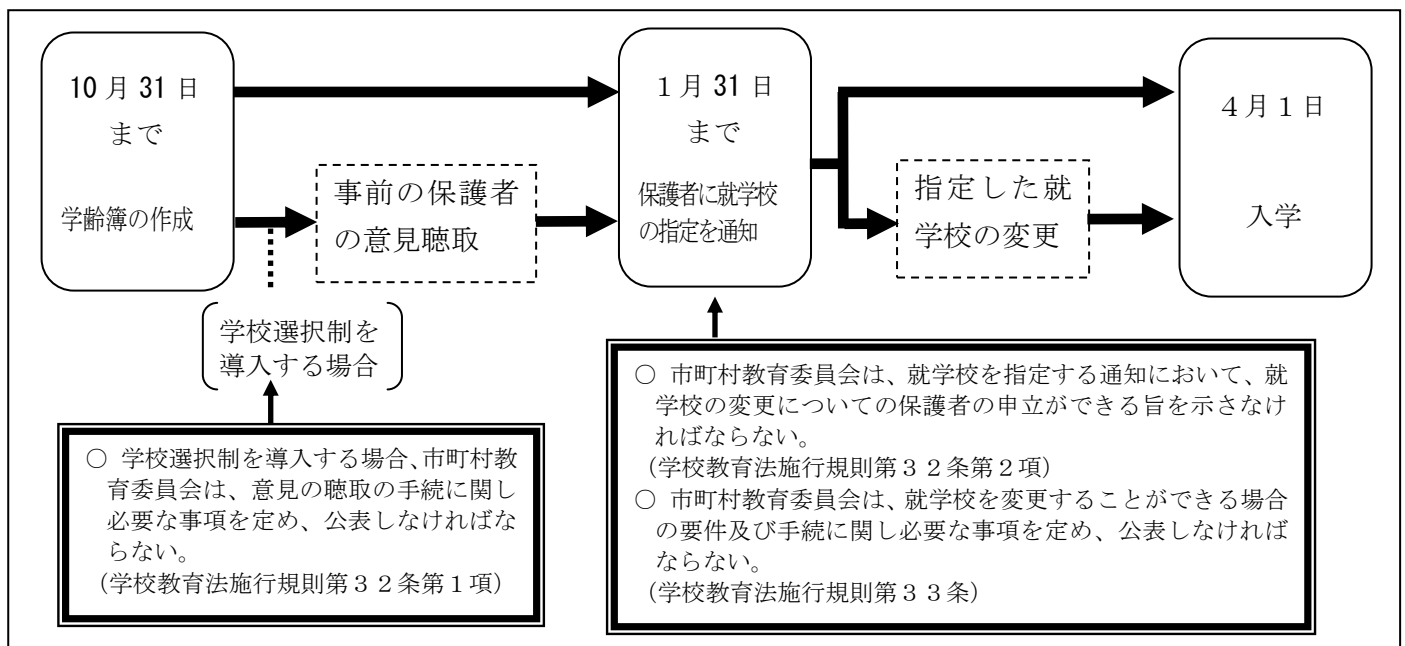 10月31日
まで
学齢簿の作成
事前の保護者
の意見聴取
1月31日
まで
保護者に就学校
の指定を通知
指定した就
学校の変更
4月1日
入学
学校選択制を
導入する場合
○ 学校選択制を導入する場合、市町村教
育委員会は、意見の聴取の手続に関し
必要な事項を定め、公表しなければな
らない。
(学校教育法施行規則第32条第1項)
○ 市町村教育委員会は、就学校を指定する通知において、就
学校の変更についての保護者の申立ができる旨を示さなけ
ればならない。
(学校教育法施行規則第32条第2項)
○ 市町村教育委員会は、就学校を変更することができる場合
の要件及び手続に関し必要な事項を定め、公表しなければ
ならない。
(学校教育法施行規則第33条)